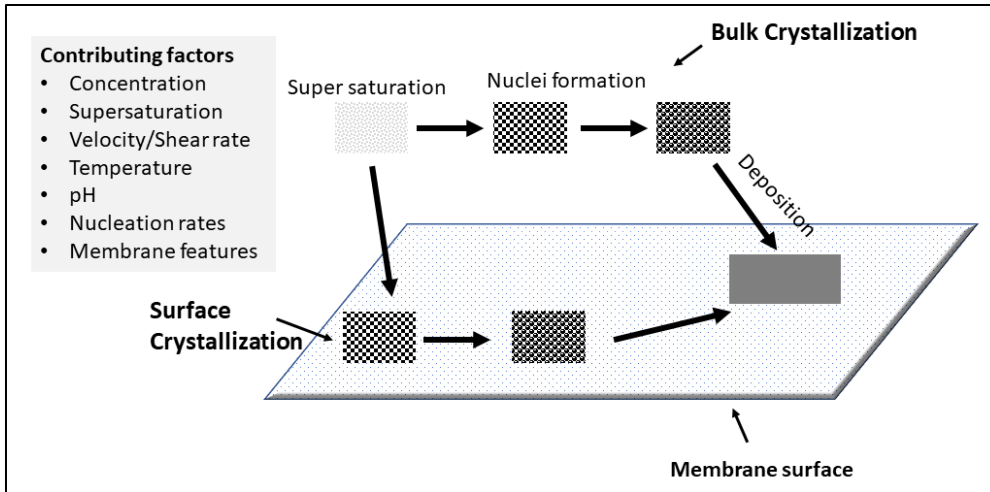 Contributing factors
• Concentration
• Supersaturation
• Velocity/Shear rate
• Temperature
• pH
• Nucleation rates
• Membrane features
Bulk Crystallization
Super saturation
Nuclei formation
Deposition
Surface
Crystallization
Membrane surface